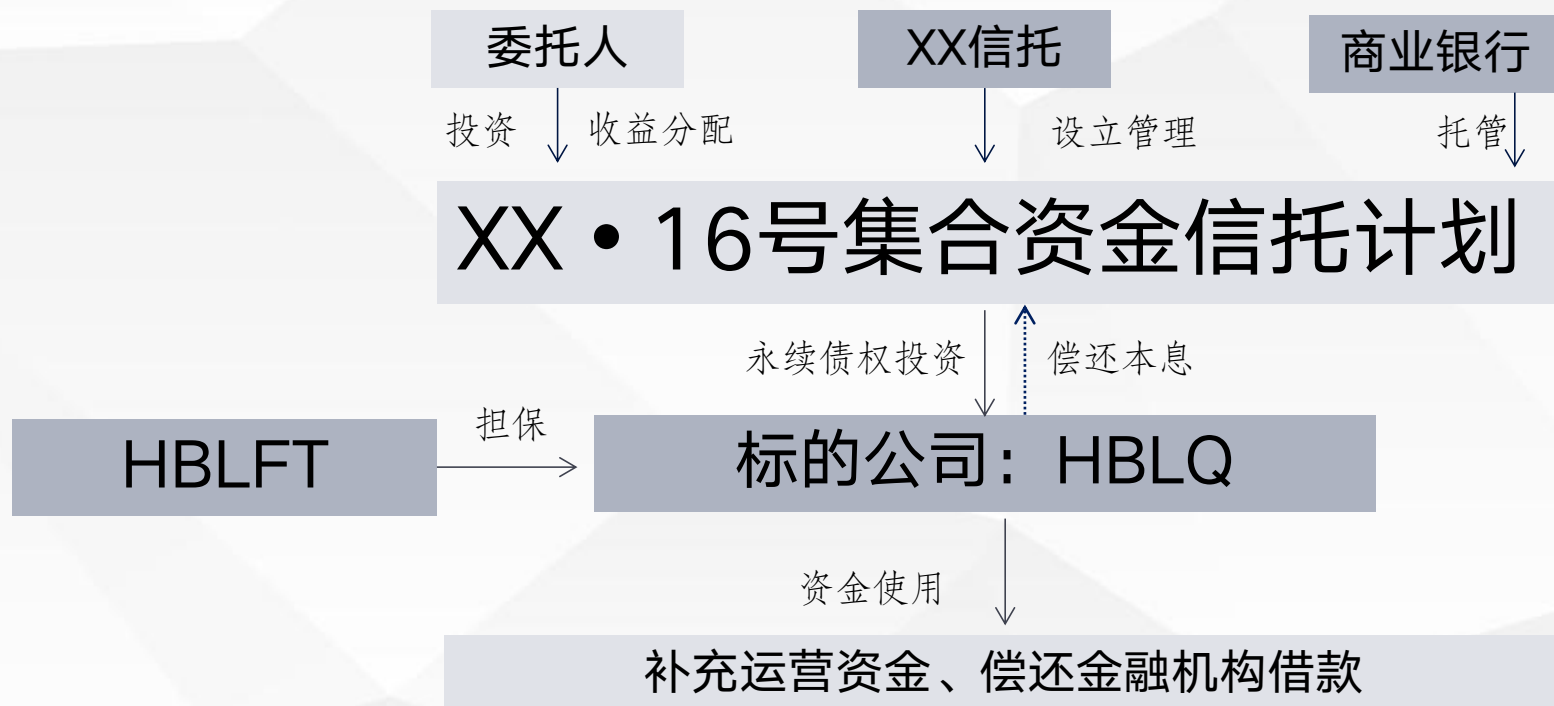 委托人
XX信托
商业银行
投资
收益分配
设立管理
托管
XX•16号集合资金信托计划
永续债权投资
偿还本息
HBLFT
担保
标的公司：HBLQ
资金使用
补充运营资金、偿还金融机构借款